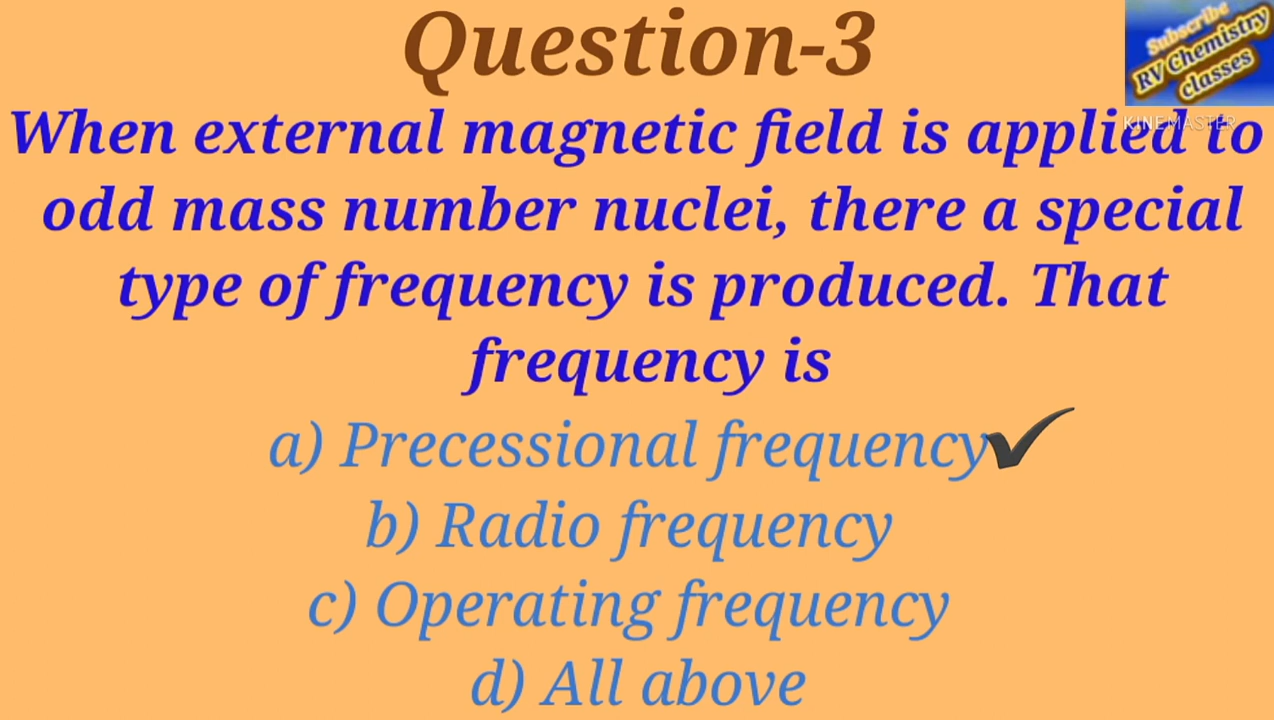 Question-3
Subscribe
RV Chemistry
classes
KINEMASTER
When external magnetic field is applied to
odd mass number nuclei, there a special
type of frequency is produced. That
frequency is
a) Precessional frequency✓
b) Radio frequency
c) Operating frequency
d) All above